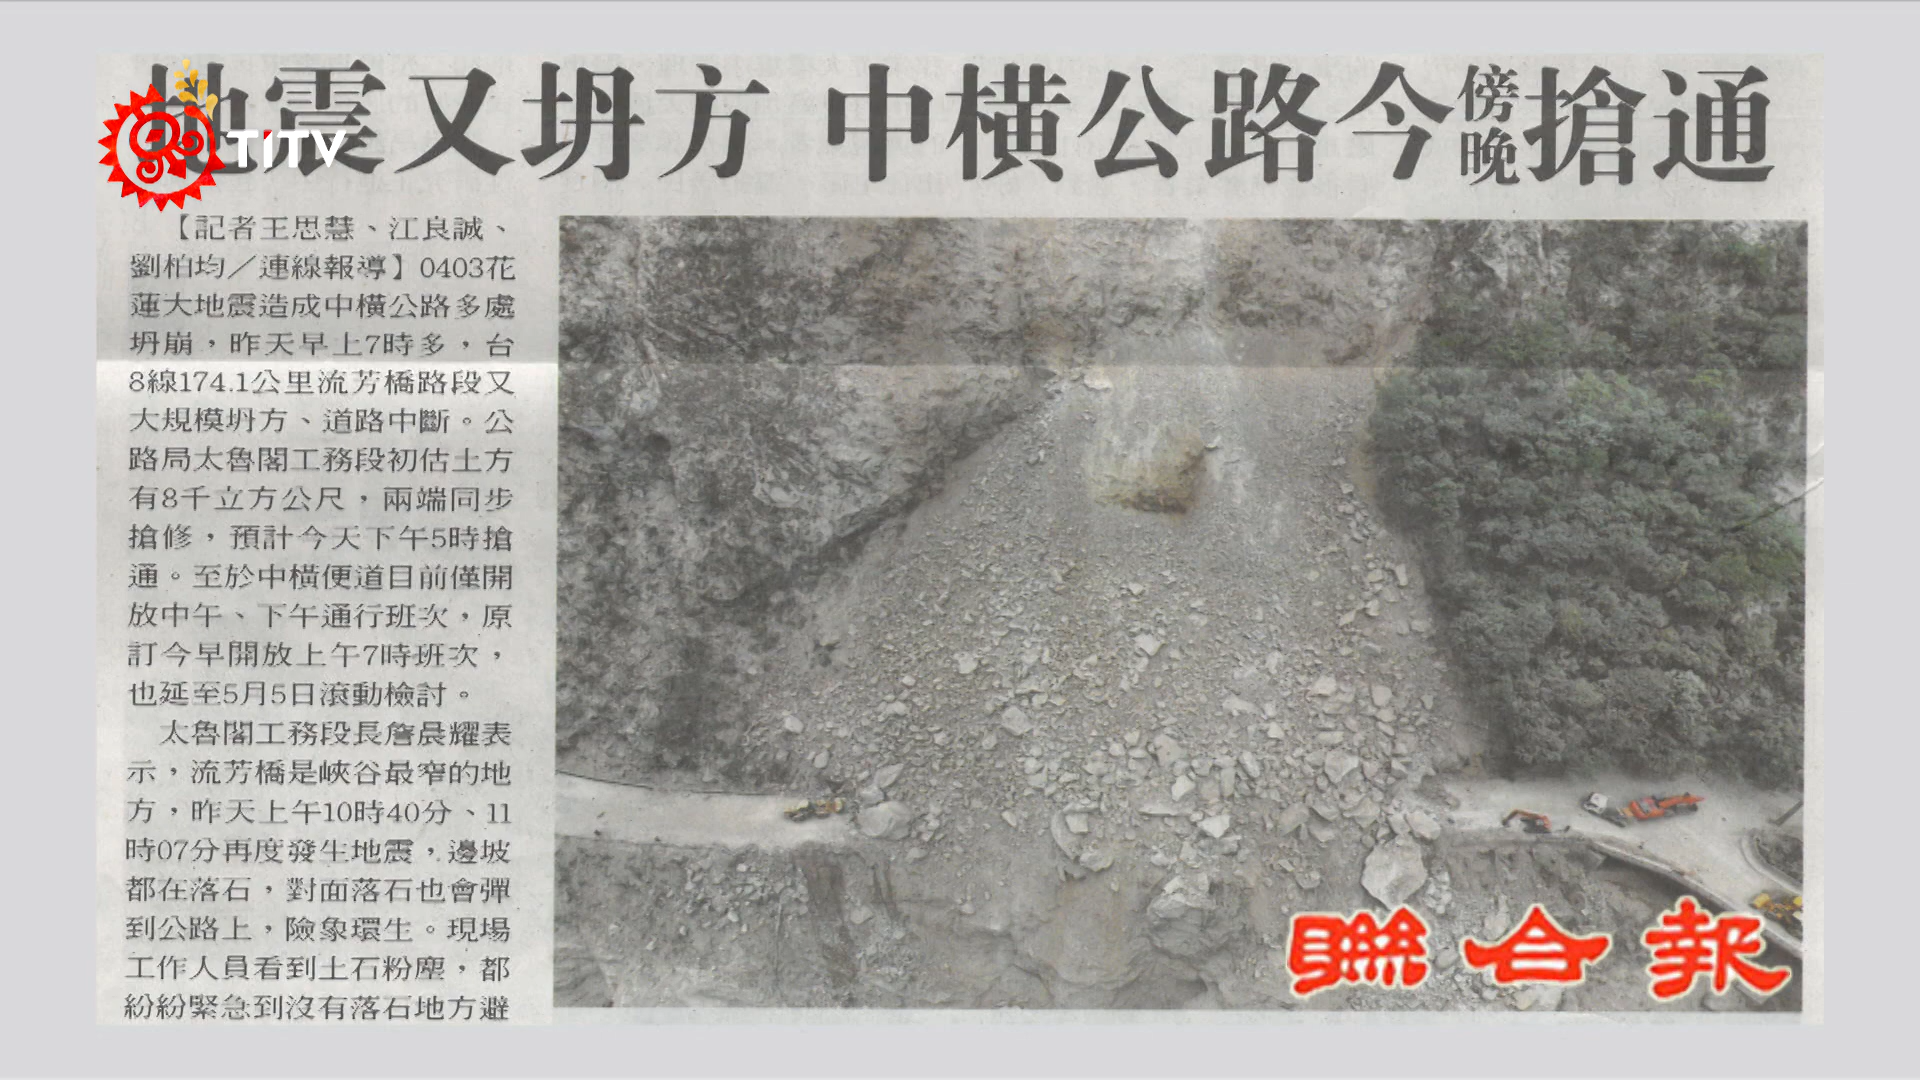 地震又坍方 中橫公路今傍晚搶通
TiTV
【記者王思慧、江良誠、
劉柏均／連線報導】0403花
蓮大地震造成中橫公路多處
坍崩，昨天早上7時多，台
8線174.1公里流芳橋路段又
大規模坍方、道路中斷。公
路局太魯閣工務段初估土方
有8千立方公尺，兩端同步
搶修，預計今天下午5時搶
通。至於中橫便道目前僅開
放中午、下午通行班次，原
訂今早開放上午7時班次，
也延至5月5日滾動檢討。
太魯閣工務段長詹晨耀表
示，流芳橋是峽谷最窄的地
方，昨天上午10時40分、11
時07分再度發生地震，邊坡
都在落石，對面落石也會彈
到公路上，險象環生。現場
工作人員看到土石粉塵，都
紛紛緊急到沒有落石地方避
聯合報